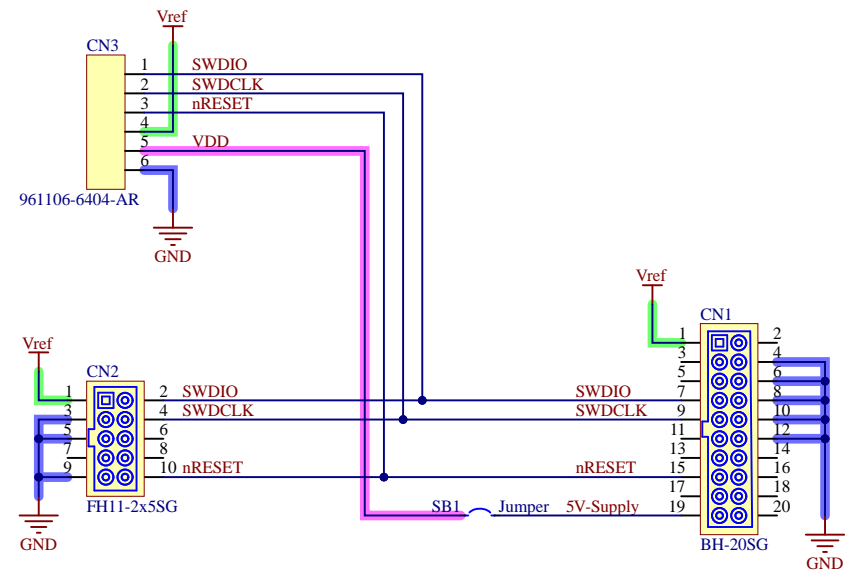 Vref
CN3
1 SWDIO
2 SWDCLK
3 nRESET
4
5 VDD
6
961106-6404-AR
GND
Vref
CN1
1 2
3 4
5 6
SWDIO 7 8
SWDCLK 9 10
11 12
13 14
nRESET 15 16
17 18
SB1 Jumper 5V-Supply 19 20
BH-20SG
GND
Vref
CN2
1 2 SWDIO
3 4 SWDCLK
5 6
7 8
9 10 nRESET
FH11-2x5SG
GND